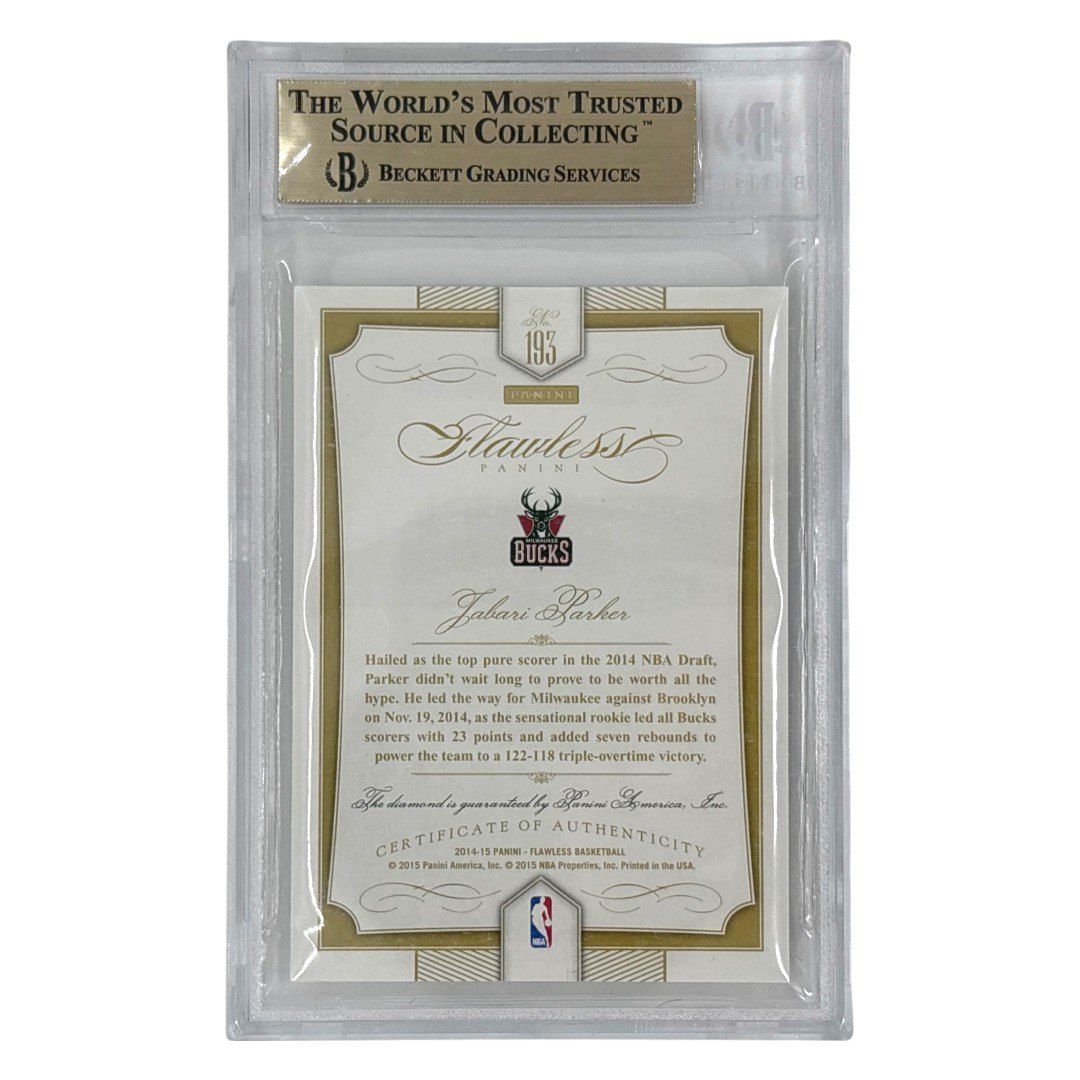 THE WORLD'S MOST TRUSTED
SOURCE IN COLLECTING™
B BECKETT GRADING SERVICES
No.
193
PANINI
Flawless
PANINI
MILWAUKEE
BUCKS
Jabari Parker
Hailed as the top pure scorer in the 2014 NBA Draft,
Parker didn't wait long to prove to be worth all the
hype. He led the way for Milwaukee against Brooklyn
on Nov. 19, 2014, as the sensational rookie led all Bucks
scorers with 23 points and added seven rebounds to
power the team to a 122-118 triple-overtime victory.
The diamond is guaranteed by Panini America, Inc.
CERTIFICATE OF AUTHENTICITY
2014-15 PANINI - FLAWLESS BASKETBALL
© 2015 Panini America, Inc. © 2015 NBA Properties, Inc. Printed in the USA.
NBA